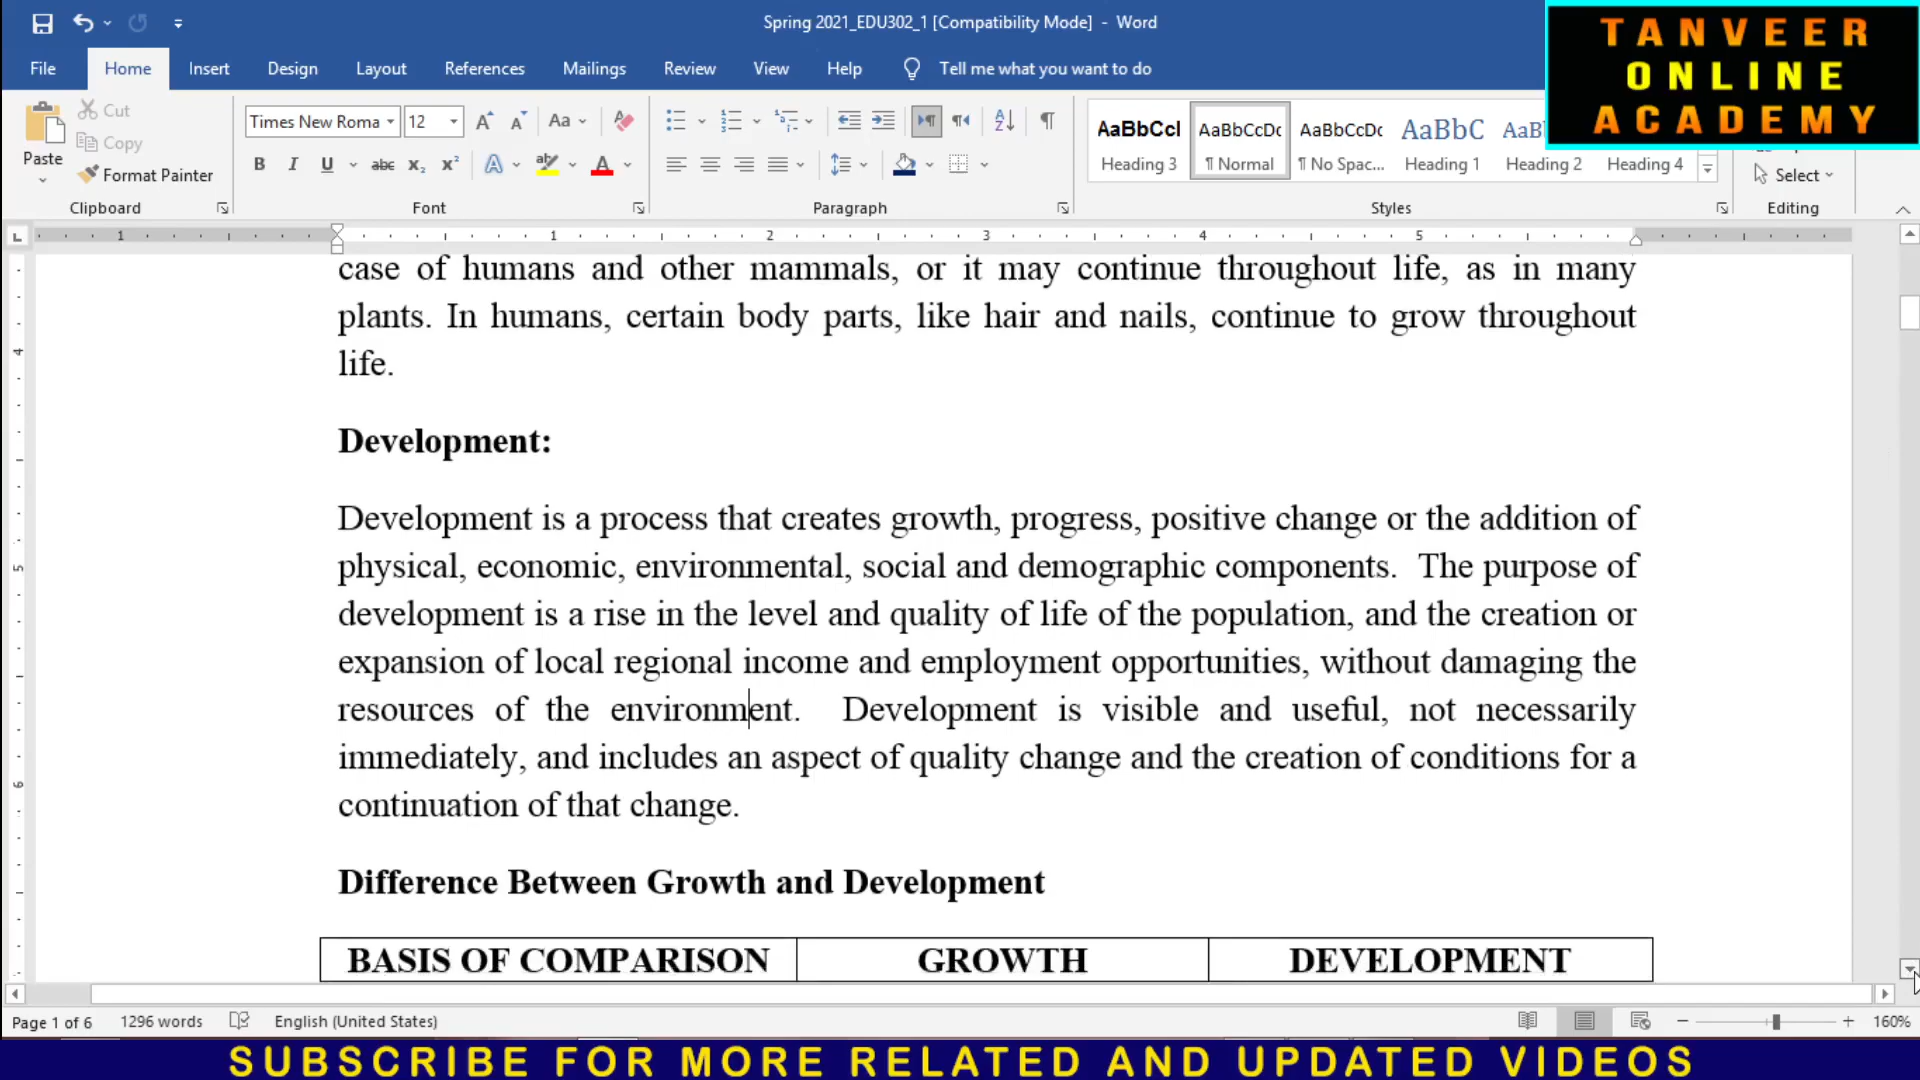 Spring 2021_EDU302_1 [Compatibility Mode] - Word
TANVEER
ONLINE
ACADEMY
File Home Insert Design Layout References Mailings Review View Help Tell me what you want to do
Paste
Cut
Copy
Format Painter
Clipboard
Times New Roma 12
Font
Paragraph
AaBbCcI AaBbCcDc AaBbCcDc AaBbC AaB
Heading 3 ¶ Normal ¶ No Spac... Heading 1 Heading 2 Heading 4
Styles
Select
Editing
1 1 2 3 4 5
case of humans and other mammals, or it may continue throughout life, as in many
plants. In humans, certain body parts, like hair and nails, continue to grow throughout
life.
Development:
Development is a process that creates growth, progress, positive change or the addition of
physical, economic, environmental, social and demographic components. The purpose of
development is a rise in the level and quality of life of the population, and the creation or
expansion of local regional income and employment opportunities, without damaging the
resources of the environment. Development is visible and useful, not necessarily
immediately, and includes an aspect of quality change and the creation of conditions for a
continuation of that change.
Difference Between Growth and Development
BASIS OF COMPARISON GROWTH DEVELOPMENT
Page 1 of 6 1296 words English (United States) 160%
SUBSCRIBE FOR MORE RELATED AND UPDATED VIDEOS